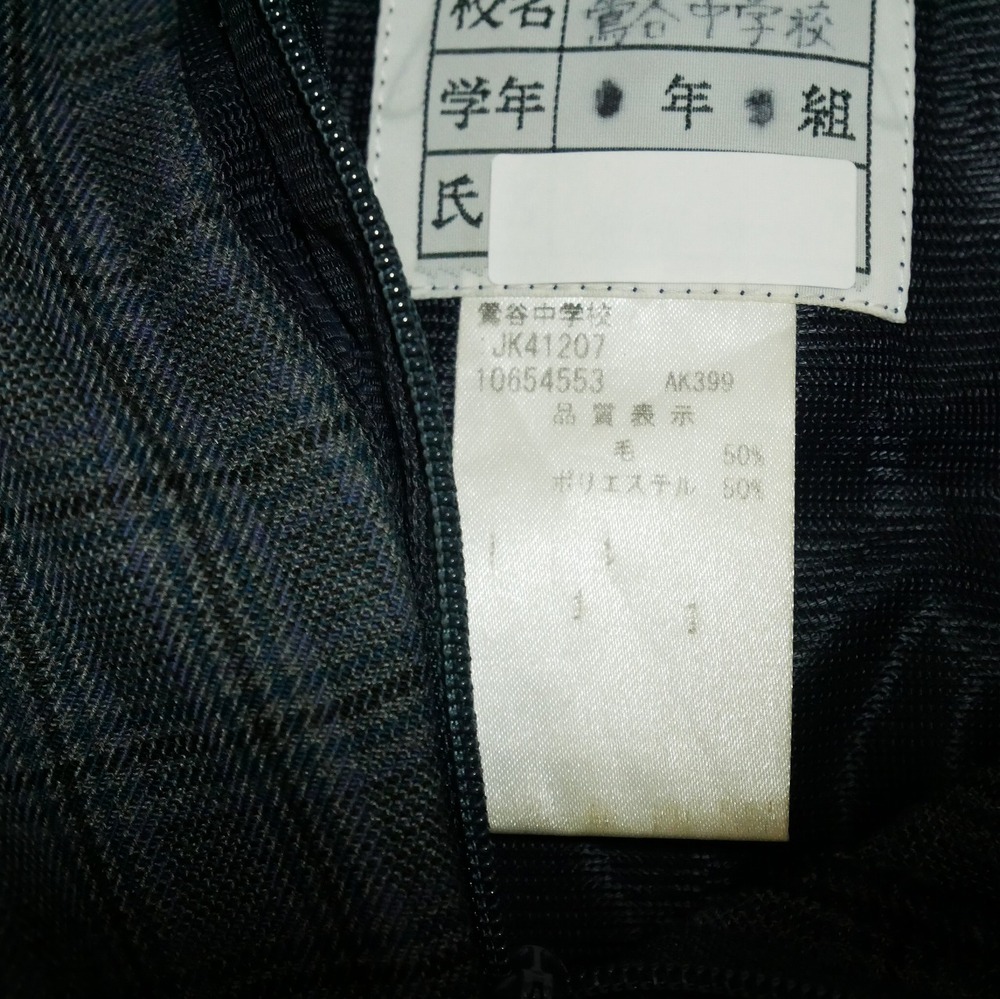 校名 鶯谷中学校
学年 年 組
氏
鶯谷中学校
JK41207
10654553 AK399
品質表示
毛 50%
ポリエステル 50%